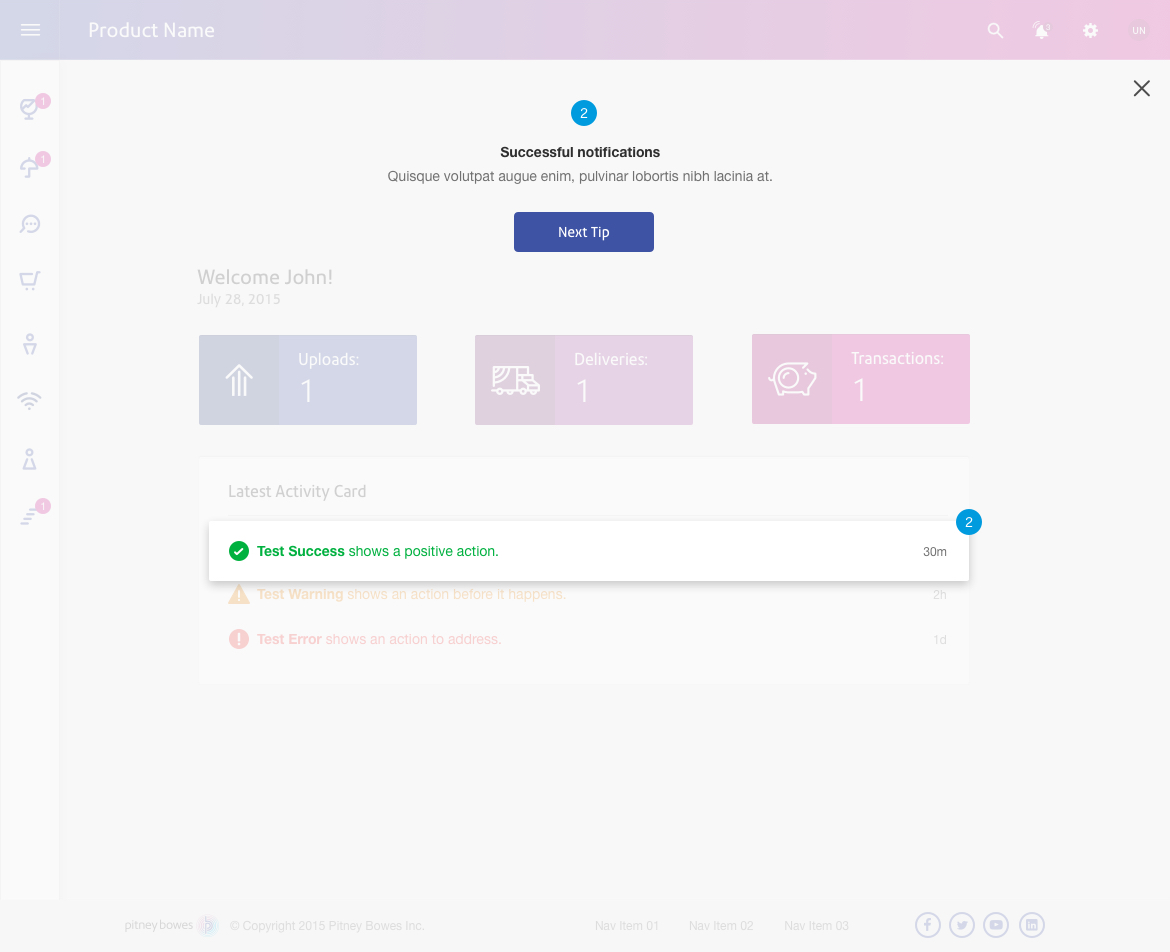 Product Name
3
UN
1
1
2
Successful notifications
Quisque volutpat augue enim, pulvinar lobortis nibh lacinia at.
Next Tip
Welcome John!
July 28, 2015
Uploads:
1
Deliveries:
1
Transactions:
1
Latest Activity Card
2
Test Success shows a positive action.
30m
Test Warning shows an action before it happens.
2h
Test Error shows an action to address.
1d
1
pitney bowes
© Copyright 2015 Pitney Bowes Inc.
Nav Item 01
Nav Item 02
Nav Item 03